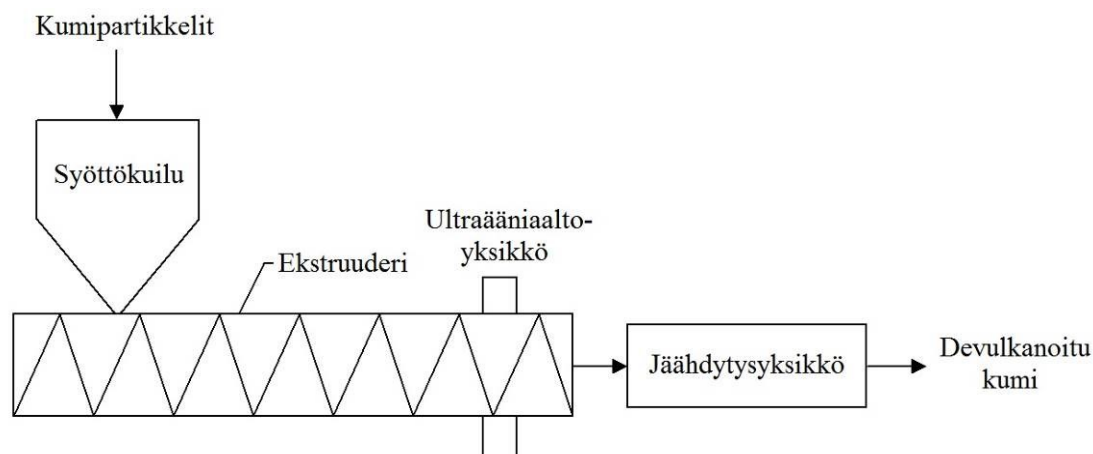 Kumipartikkelit
Syöttökuilu
Ultraääniaalto-
yksikkö
Ekstruuderi
Jäähdytysyksikkö
Devulkanoitu
kumi